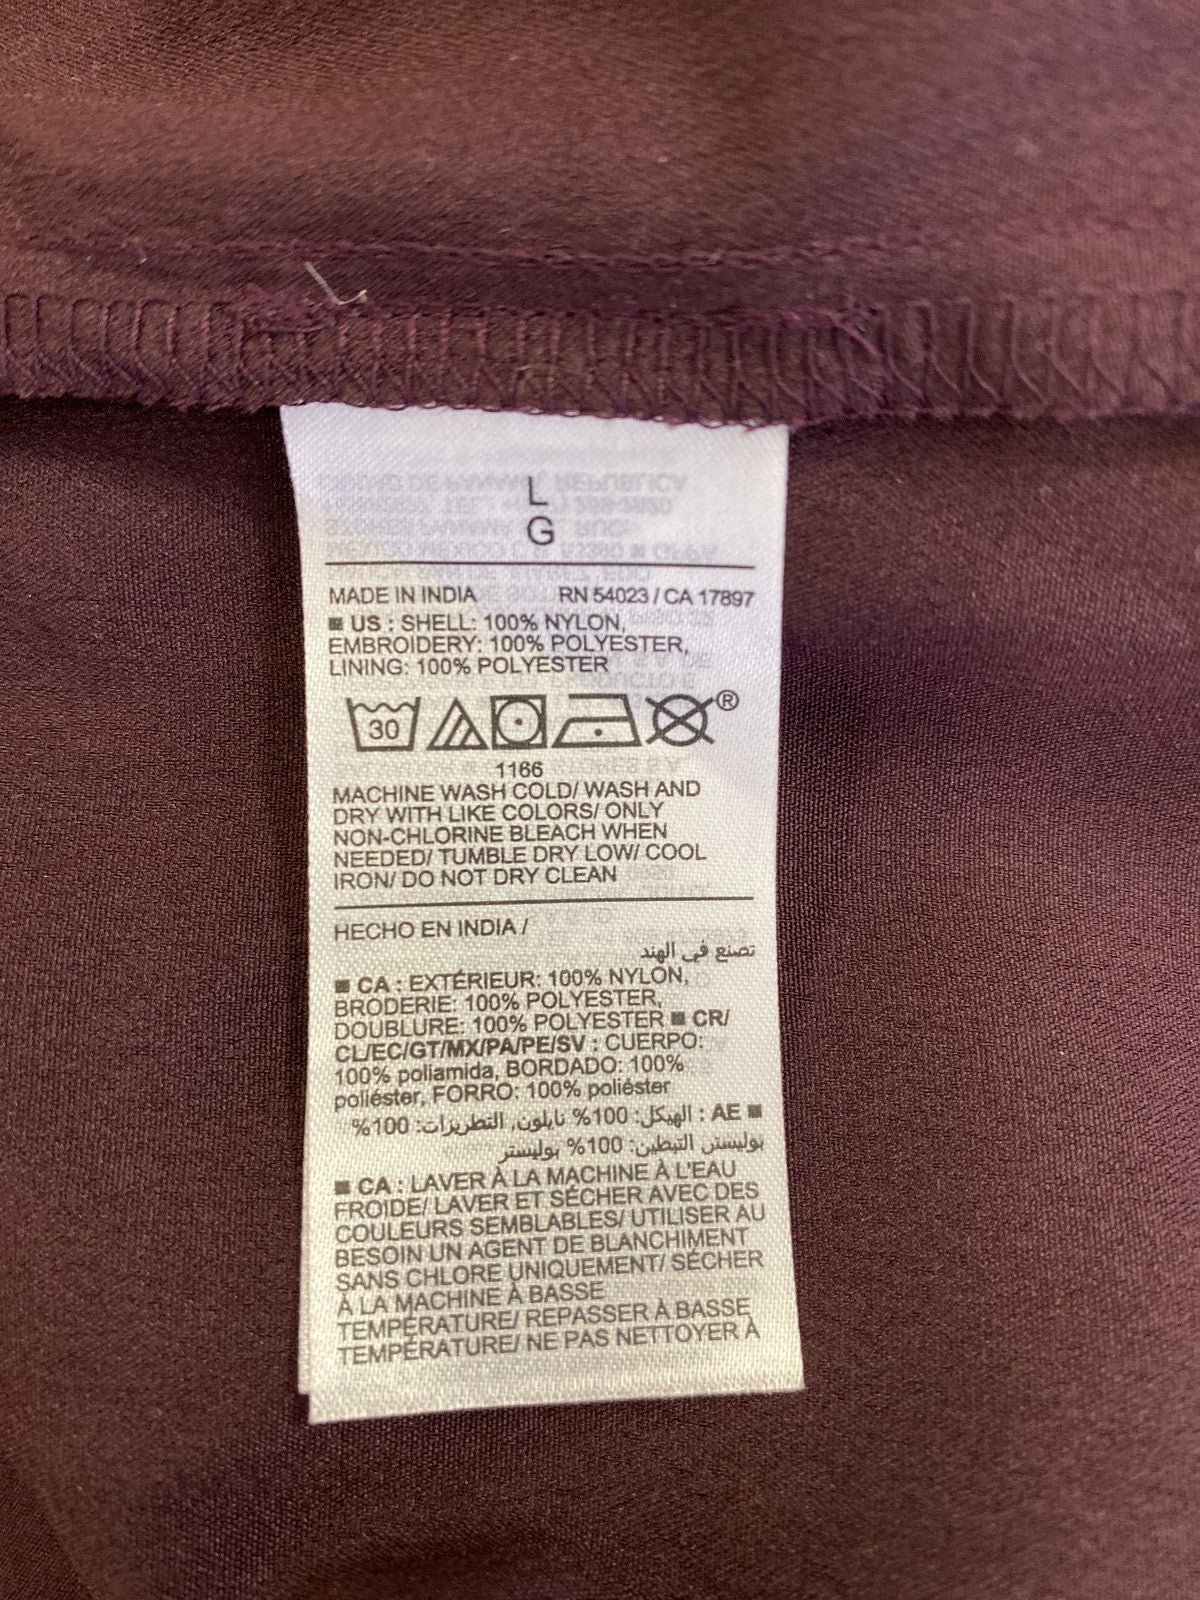 L
G
MADE IN INDIA RN 54023 / CA 17897
■ US : SHELL: 100% NYLON,
EMBROIDERY: 100% POLYESTER,
LINING: 100% POLYESTER
30 ®
1166
MACHINE WASH COLD/ WASH AND
DRY WITH LIKE COLORS/ ONLY
NON-CHLORINE BLEACH WHEN
NEEDED/ TUMBLE DRY LOW/ COOL
IRON/ DO NOT DRY CLEAN
HECHO EN INDIA /
تصنع في الهند
■ CA : EXTÉRIEUR: 100% NYLON,
BRODERIE: 100% POLYESTER,
DOUBLURE: 100% POLYESTER ■ CR/
CL/EC/GT/MX/PA/PE/SV : CUERPO:
100% poliamida, BORDADO: 100%
poliéster, FORRO: 100% poliéster
■ AE : الهيكل: 100% نايلون, التطريزات: 100%
بوليستر, التبطين: 100% بوليستر
■ CA : LAVER À LA MACHINE À L'EAU
FROIDE/ LAVER ET SÉCHER AVEC DES
COULEURS SEMBLABLES/ UTILISER AU
BESOIN UN AGENT DE BLANCHIMENT
SANS CHLORE UNIQUEMENT/ SÉCHER
À LA MACHINE À BASSE
TEMPÉRATURE/ REPASSER À BASSE
TEMPÉRATURE/ NE PAS NETTOYER À